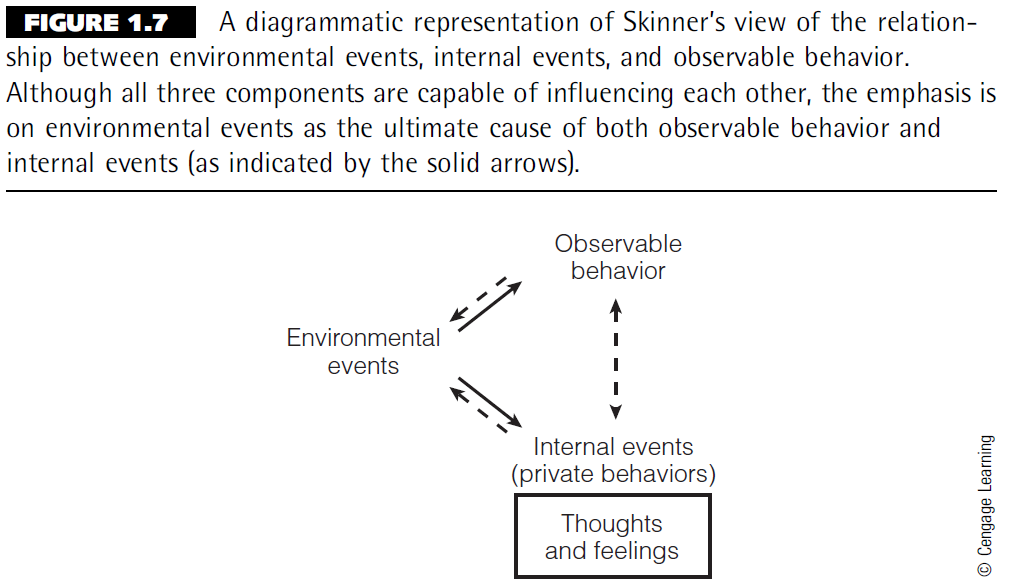 FIGURE 1.7 A diagrammatic representation of Skinner's view of the relation-
ship between environmental events, internal events, and observable behavior.
Although all three components are capable of influencing each other, the emphasis is
on environmental events as the ultimate cause of both observable behavior and
internal events (as indicated by the solid arrows).
Observable
behavior
Environmental
events
Internal events
(private behaviors)
Thoughts
and feelings
© Cengage Learning